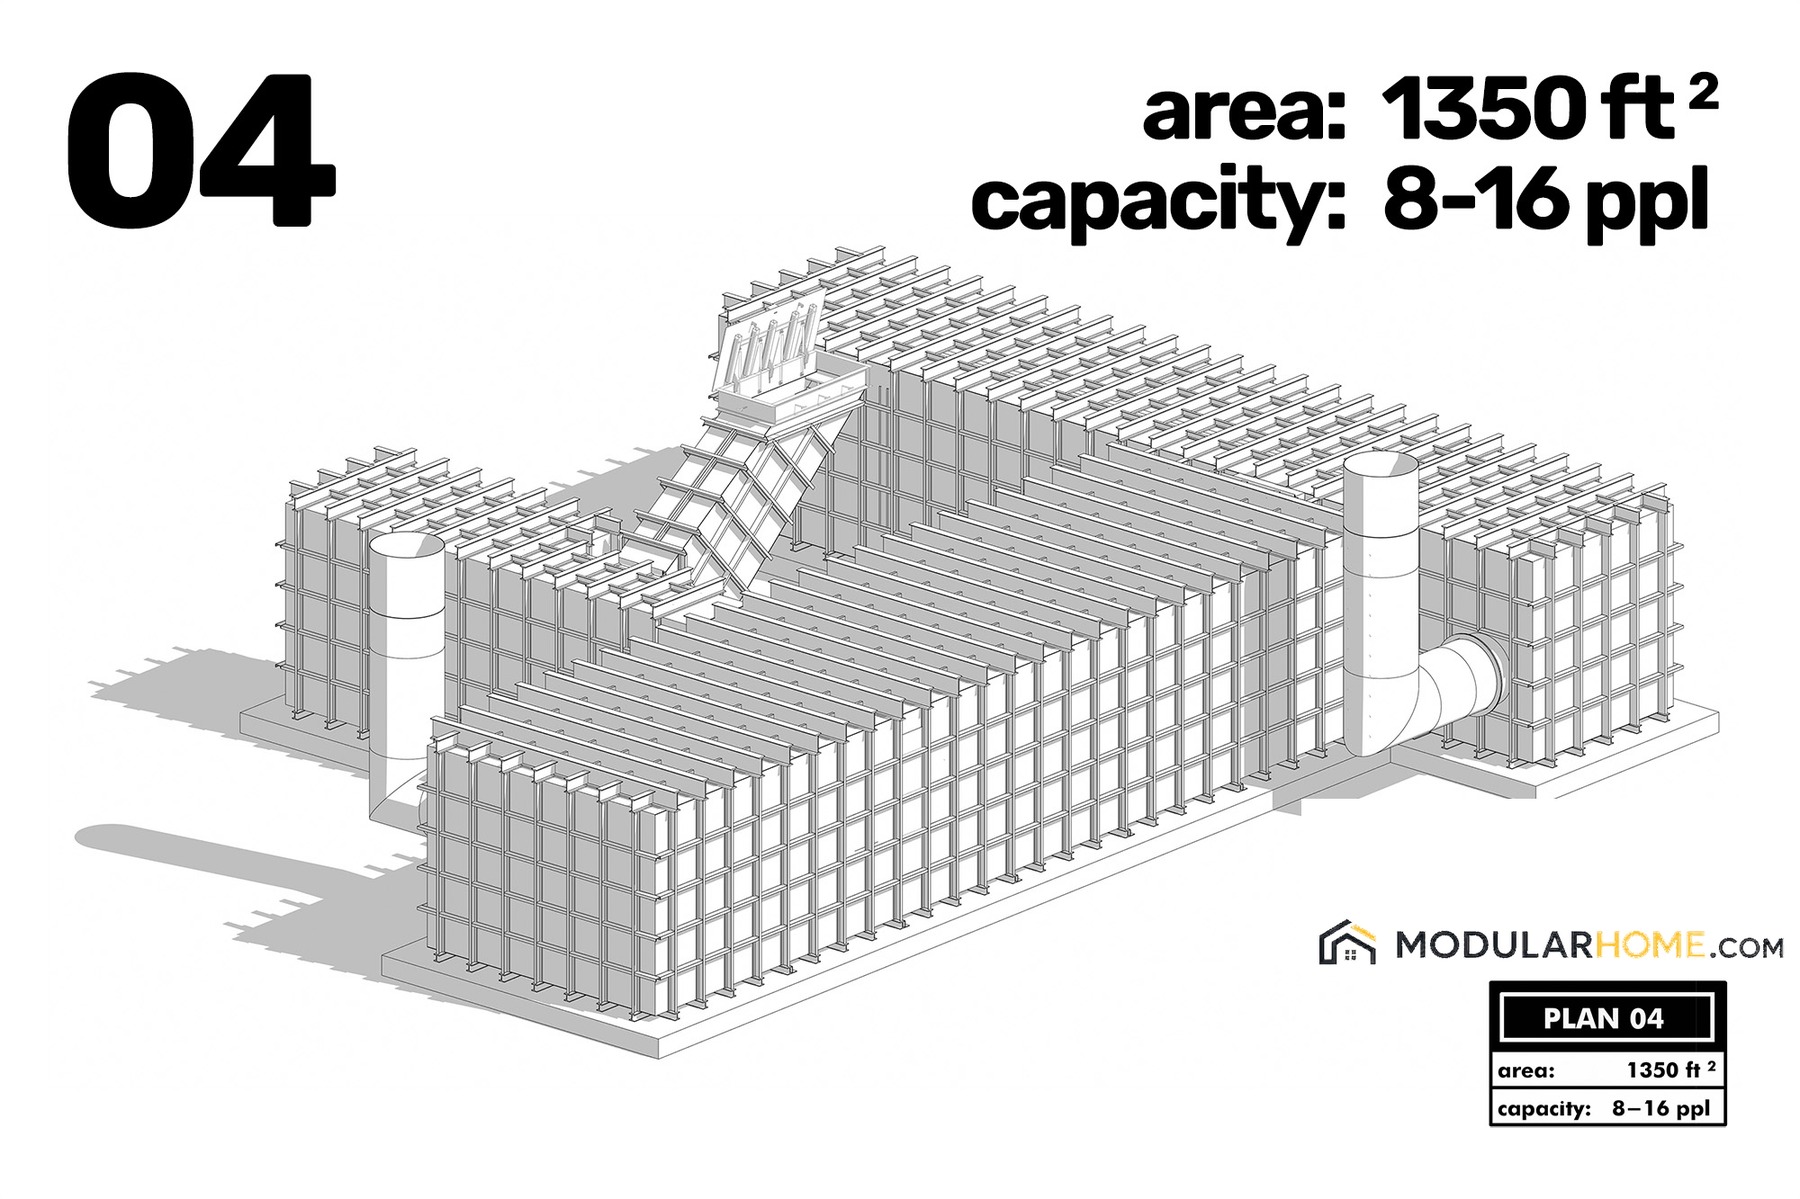 04
area: 1350 ft ²
capacity: 8-16 ppl
MODULARHOME.COM
PLAN 04
area: 1350 ft ²
capacity: 8–16 ppl